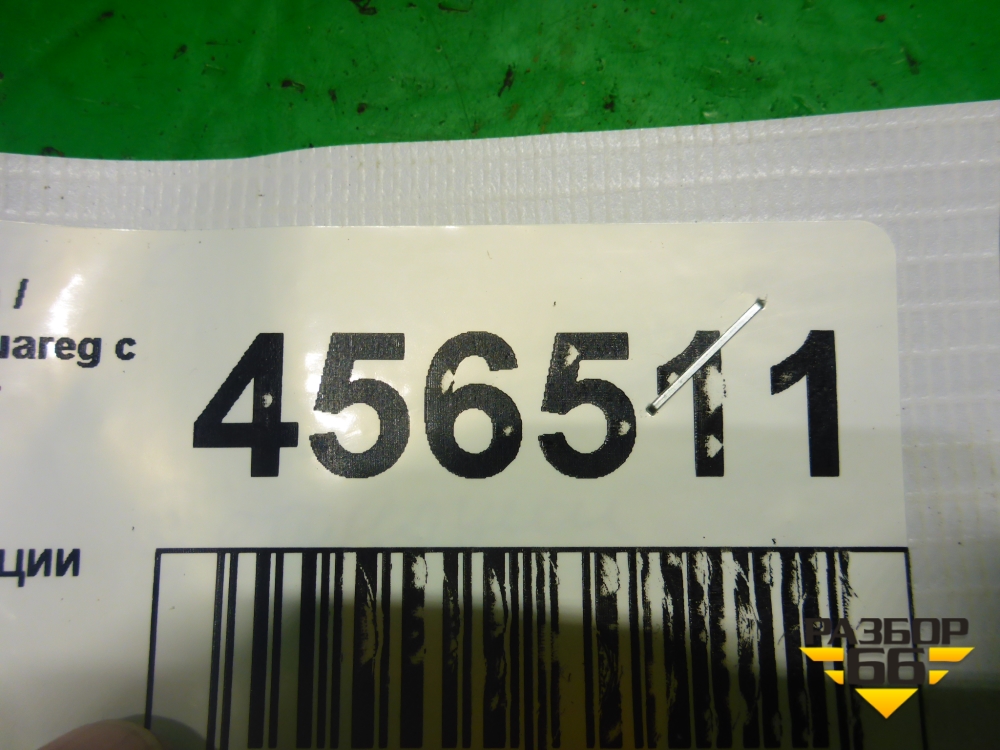 /
uareg с
456511
ции
РАЗБОР
66